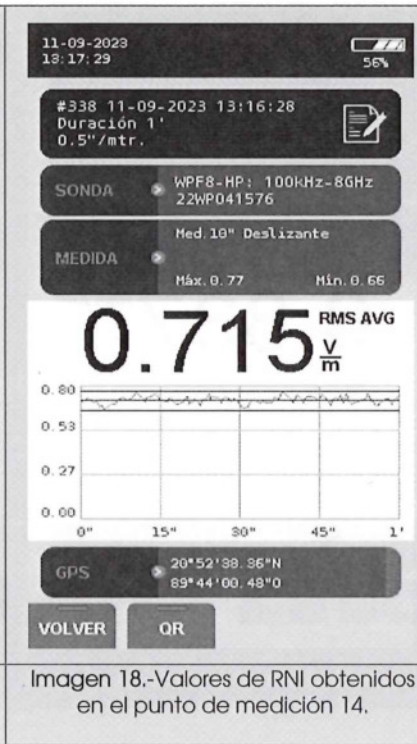 11-09-2023
13:17:29
56%
#338 11-09-2023 13:16:28
Duración 1'
0.5"/mtr.
SONDA
WPF8-HP: 100kHz-8GHz
22WP041576
MEDIDA
Med.10" Deslizante
Máx.0.77 Mín.0.66
0.715 RMS AVG
V/m
0.80
0.53
0.27
0.00
0" 15" 30" 45" 1'
GPS
20°52'38.36"N
89°44'00.48"O
VOLVER QR
Imagen 18.-Valores de RNI obtenidos
en el punto de medición 14.